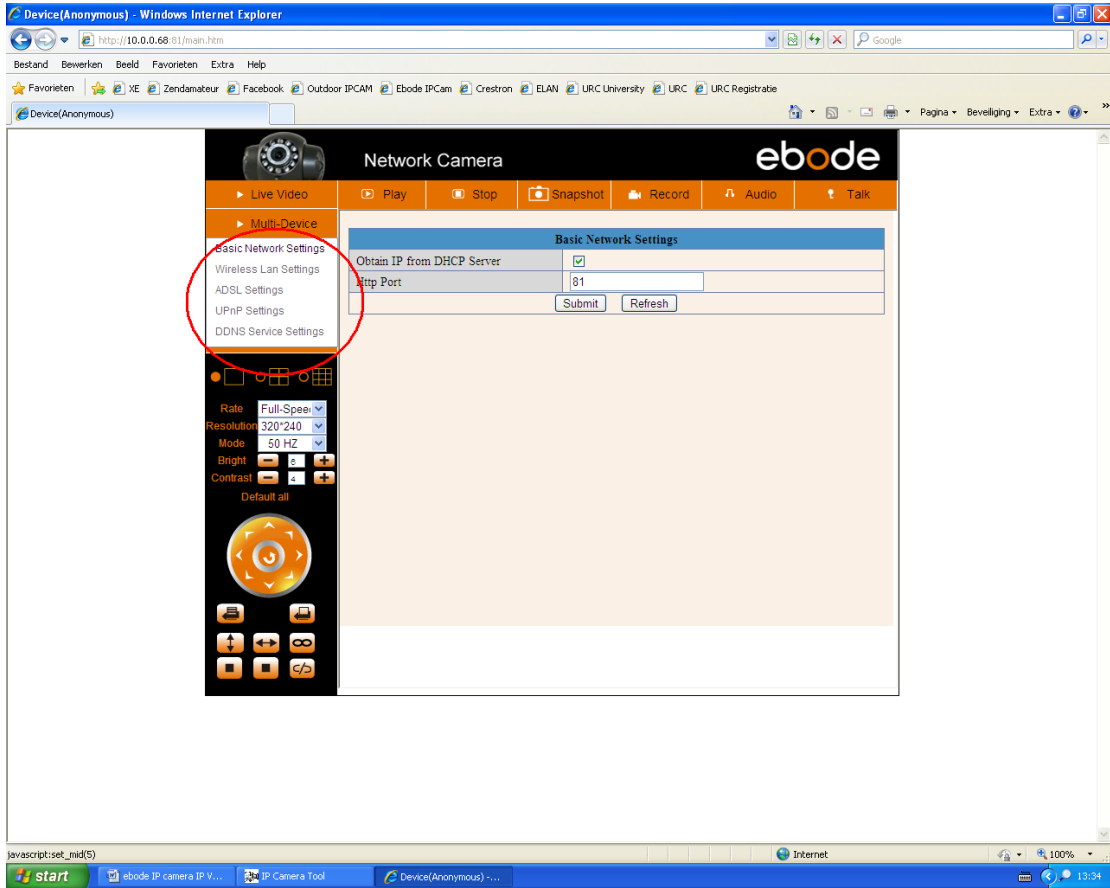 Device(Anonymous) - Windows Internet Explorer
http://10.0.0.68:81/main.htm
Google
Bestand Bewerken Beeld Favorieten Extra Help
Favorieten XE Zendamateur Facebook Outdoor IPCAM Ebode IPCam Crestron ELAN URC University URC URC Registratie
Device(Anonymous)
Pagina Beveiliging Extra
Network Camera
ebode
Live Video Play Stop Snapshot Record Audio Talk
Multi-Device
Basic Network Settings
Wireless Lan Settings
ADSL Settings
UPnP Settings
DDNS Service Settings
Basic Network Settings
Obtain IP from DHCP Server
Http Port 81
Submit Refresh
Rate Full-Spee
Resolution 320*240
Mode 50 HZ
Bright 6
Contrast 4
Default all
javascript:set_mid(5)
Internet
100%
start ebode IP camera IP V... IP Camera Tool Device(Anonymous) -...
13:34